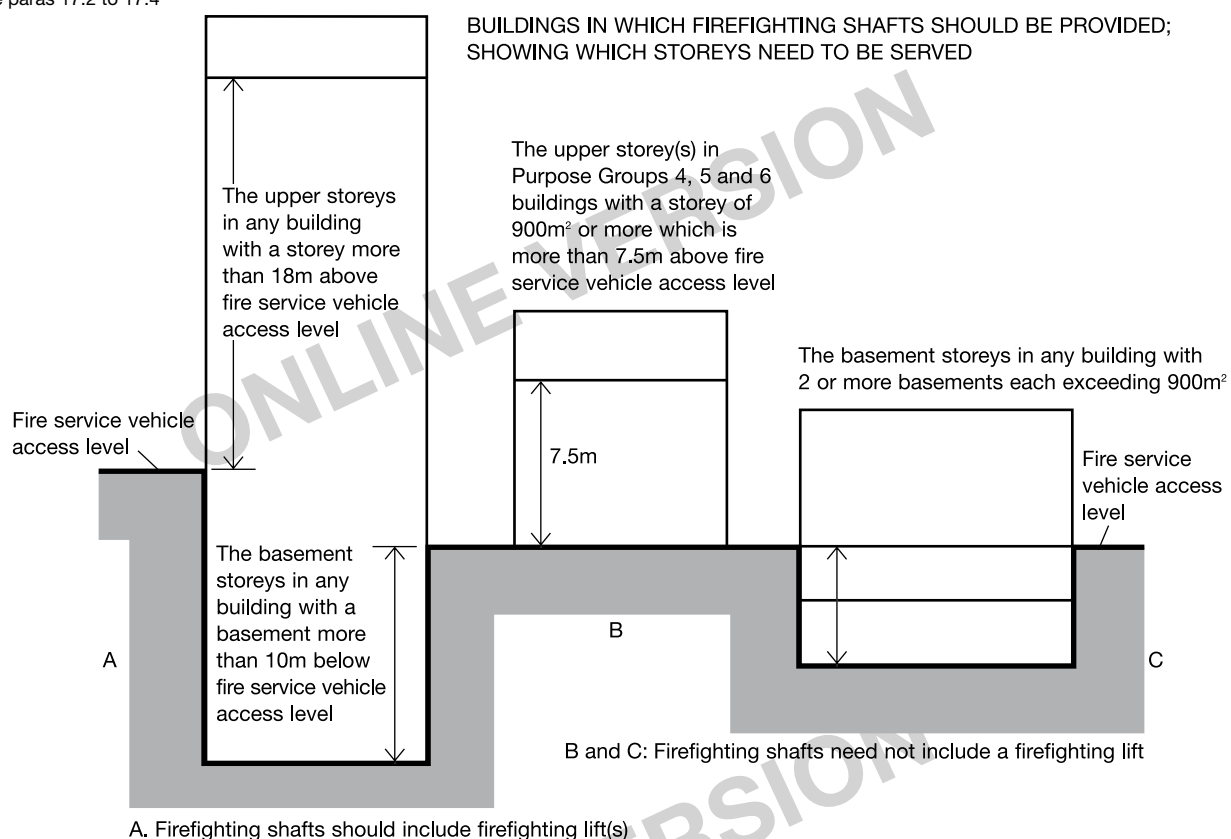 paras 17.2 to 17.4
BUILDINGS IN WHICH FIREFIGHTING SHAFTS SHOULD BE PROVIDED;
SHOWING WHICH STOREYS NEED TO BE SERVED
The upper storeys
in any building
with a storey more
than 18m above
fire service vehicle
access level
The upper storey(s) in
Purpose Groups 4, 5 and 6
buildings with a storey of
900m² or more which is
more than 7.5m above fire
service vehicle access level
The basement storeys in any building with
2 or more basements each exceeding 900m²
Fire service vehicle
access level
7.5m
Fire service
vehicle access
level
The basement
storeys in any
building with a
basement more
than 10m below
fire service vehicle
access level
A
B
C
B and C: Firefighting shafts need not include a firefighting lift
A. Firefighting shafts should include firefighting lift(s)
ONLINE VERSION
VERSION